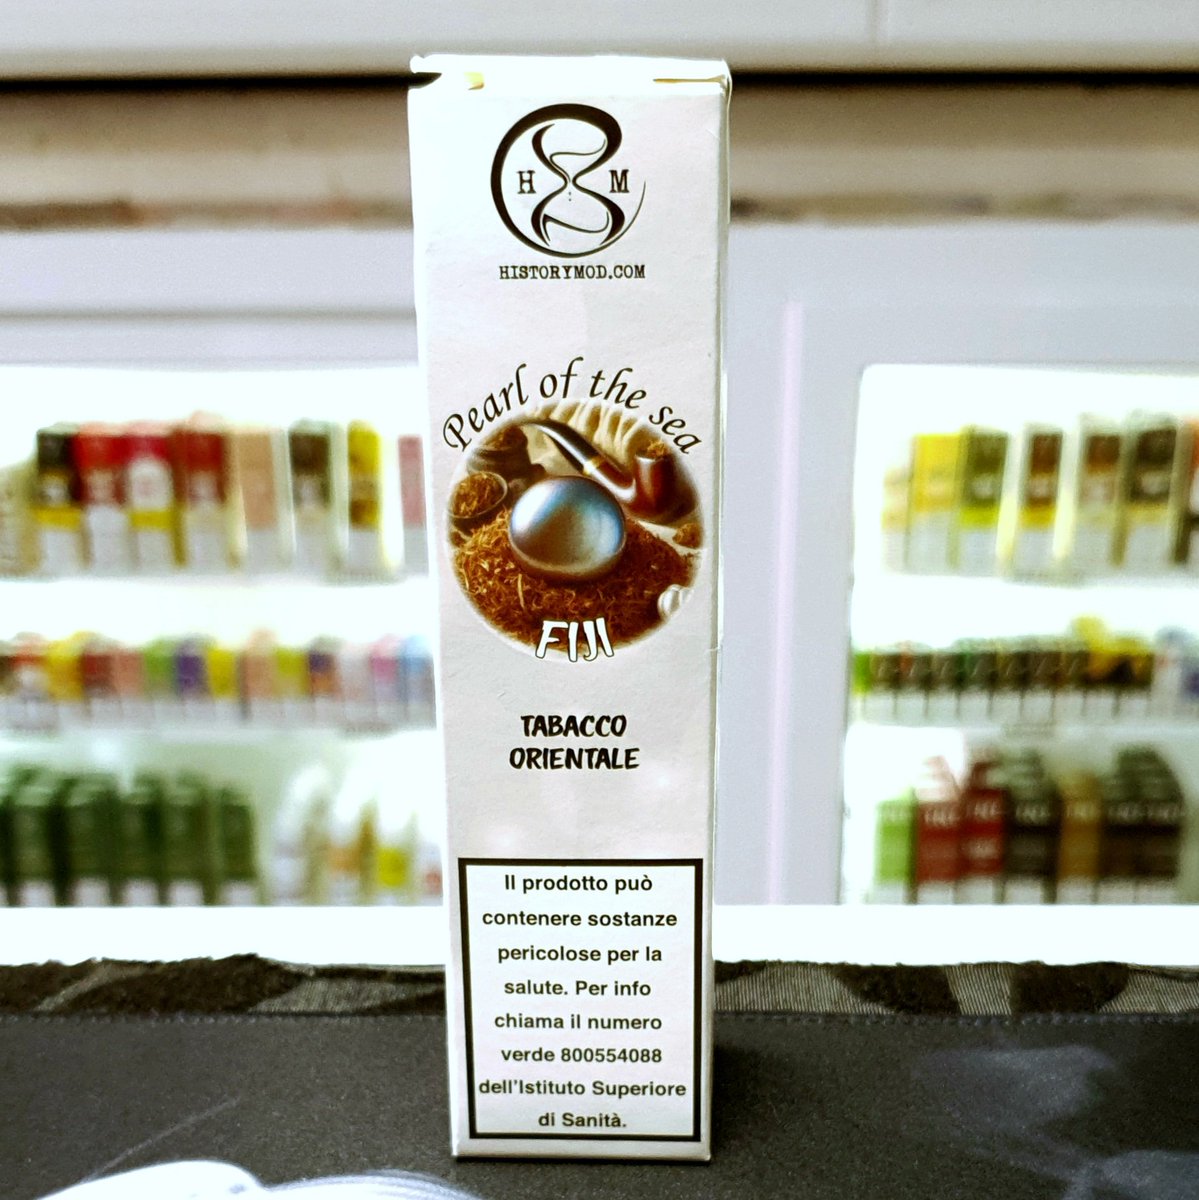 H M
HISTORYMOD.COM
Pearl of the sea
FIJI
TABACCO
ORIENTALE
Il prodotto può
contenere sostanze
pericolose per la
salute. Per info
chiama il numero
verde 800554088
dell'Istituto Superiore
di Sanità.